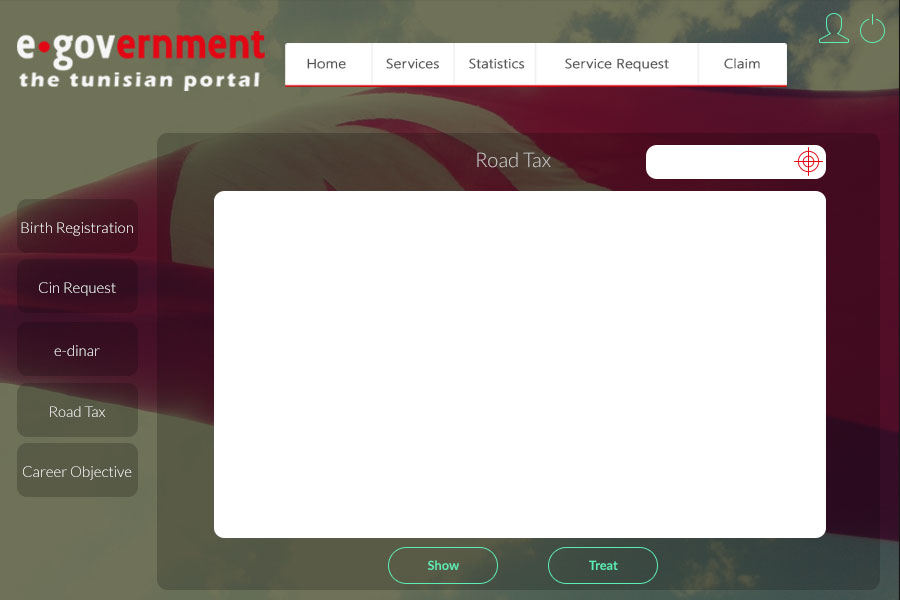 e•government
the tunisian portal
Home
Services
Statistics
Service Request
Claim
Road Tax
Birth Registration
Cin Request
e-dinar
Road Tax
Career Objective
Show
Treat